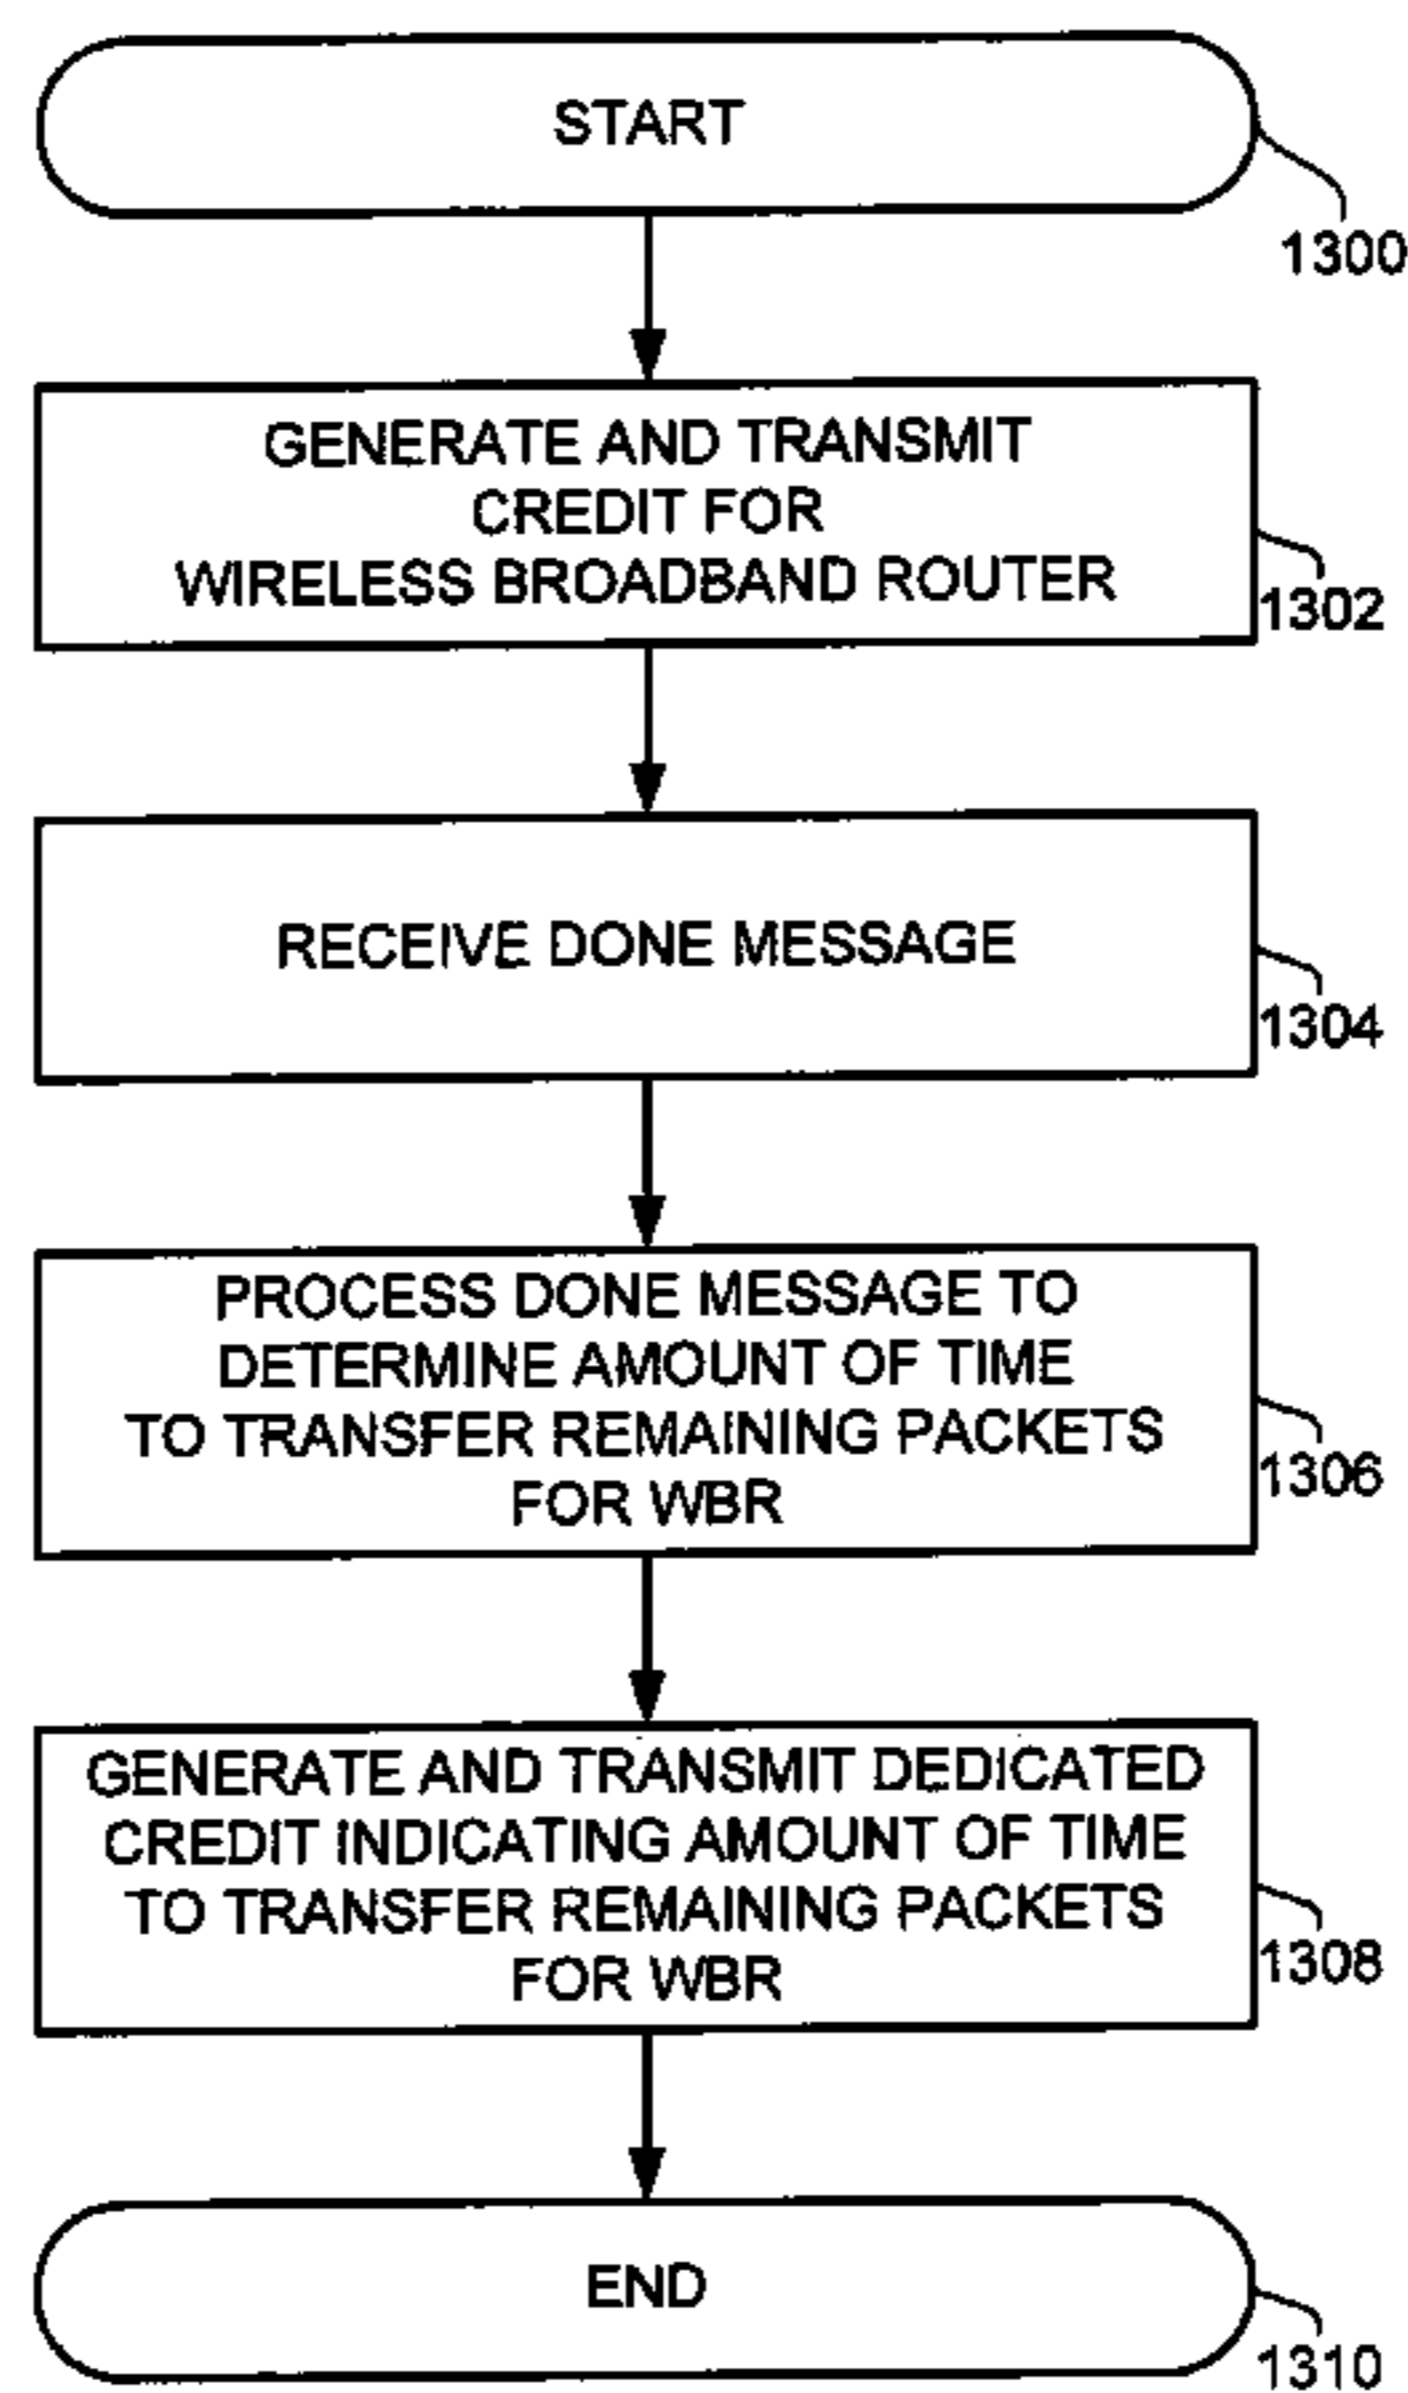 START
1300
GENERATE AND TRANSMIT
CREDIT FOR
WIRELESS BROADBAND ROUTER
1302
RECEIVE DONE MESSAGE
1304
PROCESS DONE MESSAGE TO
DETERMINE AMOUNT OF TIME
TO TRANSFER REMAINING PACKETS
FOR WBR
1306
GENERATE AND TRANSMIT DEDICATED
CREDIT INDICATING AMOUNT OF TIME
TO TRANSFER REMAINING PACKETS
FOR WBR
1308
END
1310